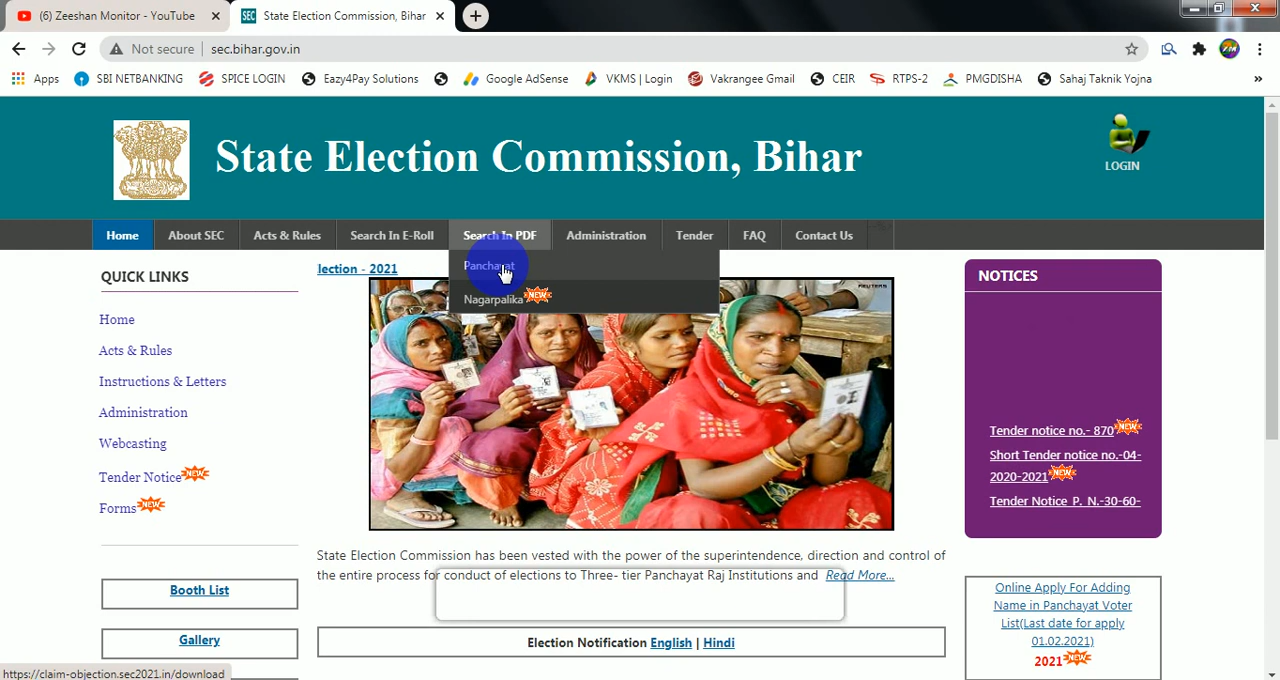 (6) Zeeshan Monitor - YouTube
SEC State Election Commission, Bihar
Not secure sec.bihar.gov.in
Apps SBI NETBANKING SPICE LOGIN Eazy4Pay Solutions Google AdSense VKMS | Login Vakrangee Gmail CEIR RTPS-2 PMGDISHA Sahaj Taknik Yojna »
State Election Commission, Bihar
LOGIN
Home About SEC Acts & Rules Search In E-Roll Search In PDF Administration Tender FAQ Contact Us
Panchayat
Nagarpalika NEW
QUICK LINKS
Home
Acts & Rules
Instructions & Letters
Administration
Webcasting
Tender Notice NEW
Forms NEW
Booth List
Gallery
lection - 2021
REUTERS
State Election Commission has been vested with the power of the superintendence, direction and control of
the entire process for conduct of elections to Three- tier Panchayat Raj Institutions and Read More...
Election Notification English | Hindi
NOTICES
Tender notice no.- 870 NEW
Short Tender notice no.-04-
2020-2021 NEW
Tender Notice P. N.-30-60-
Online Apply For Adding
Name in Panchayat Voter
List(Last date for apply
01.02.2021)
2021 NEW
https://claim-objection.sec2021.in/download